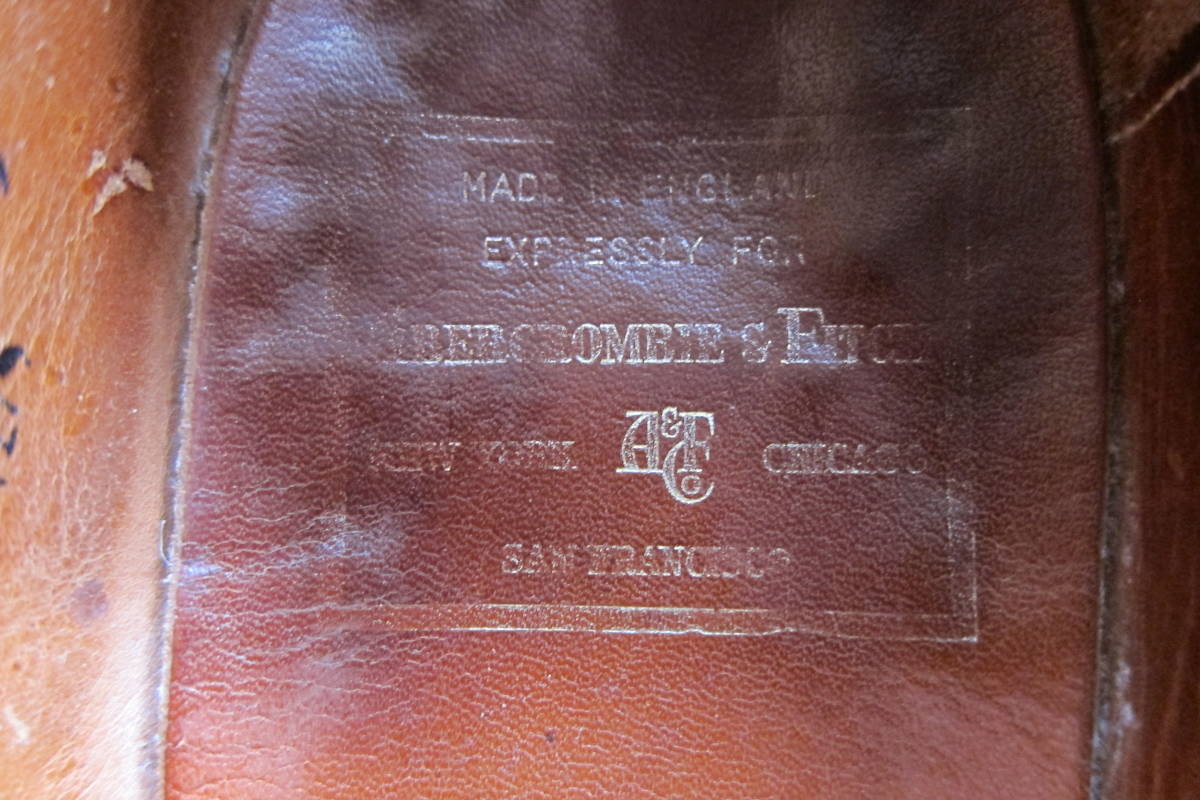 MADE IN ENGLAND
EXPRESSLY FOR
ABERCROMBIE & FITCH
NEW YORK A&F Co CHICAGO
SAN FRANCISCO